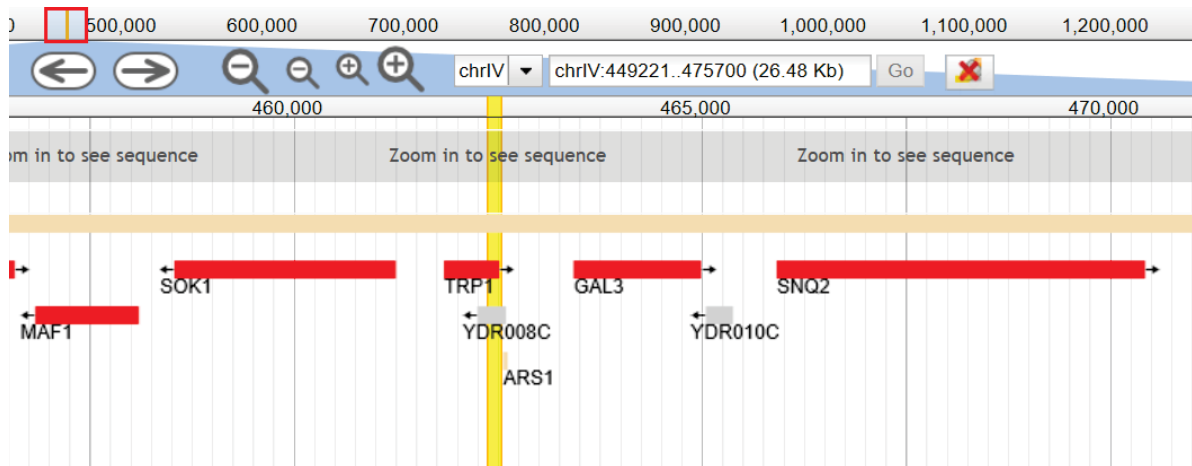 500,000 600,000 700,000 800,000 900,000 1,000,000 1,100,000 1,200,000
chrIV chrIV:449221..475700 (26.48 Kb) Go
460,000 465,000 470,000
om in to see sequence Zoom in to see sequence Zoom in to see sequence
SOK1 TRP1 GAL3 SNQ2
MAF1 YDR008C YDR010C
ARS1